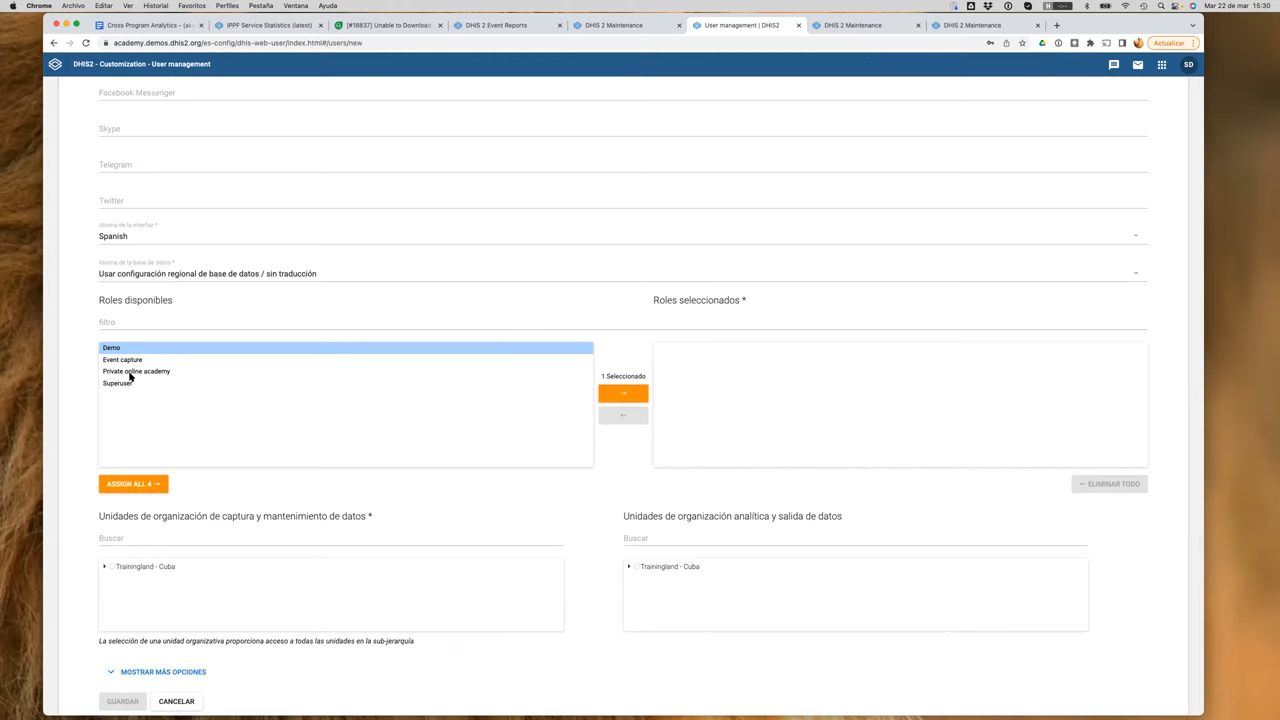 Chrome Archivo Editar Ver Historial Favoritos Perfiles Pestaña Ventana Ayuda Mar 22 de mar 15:30
Cross Program Analytics - (ak IPPF Service Statistics (latest) [#18837] Unable to Downloa DHIS 2 Event Reports DHIS 2 Maintenance User management | DHIS2 DHIS 2 Maintenance DHIS 2 Maintenance
academy.demos.dhis2.org/es-config/dhis-web-user/index.html#/users/new Actualizar
DHIS2 - Customization - User management SD
Facebook Messenger
Skype
Telegram
Twitter
Idioma de la interfaz *
Spanish
Idioma de la base de datos *
Usar configuración regional de base de datos / sin traducción
Roles disponibles Roles seleccionados *
filtro
Demo
Event capture
Private online academy
1 Seleccionado
Superuser
→
←
ASSIGN ALL 4 → ← ELIMINAR TODO
Unidades de organización de captura y mantenimiento de datos * Unidades de organización analítica y salida de datos
Buscar Buscar
Trainingland - Cuba Trainingland - Cuba
La selección de una unidad organizativa proporciona acceso a todas las unidades en la sub-jerarquía
MOSTRAR MÁS OPCIONES
GUARDAR CANCELAR